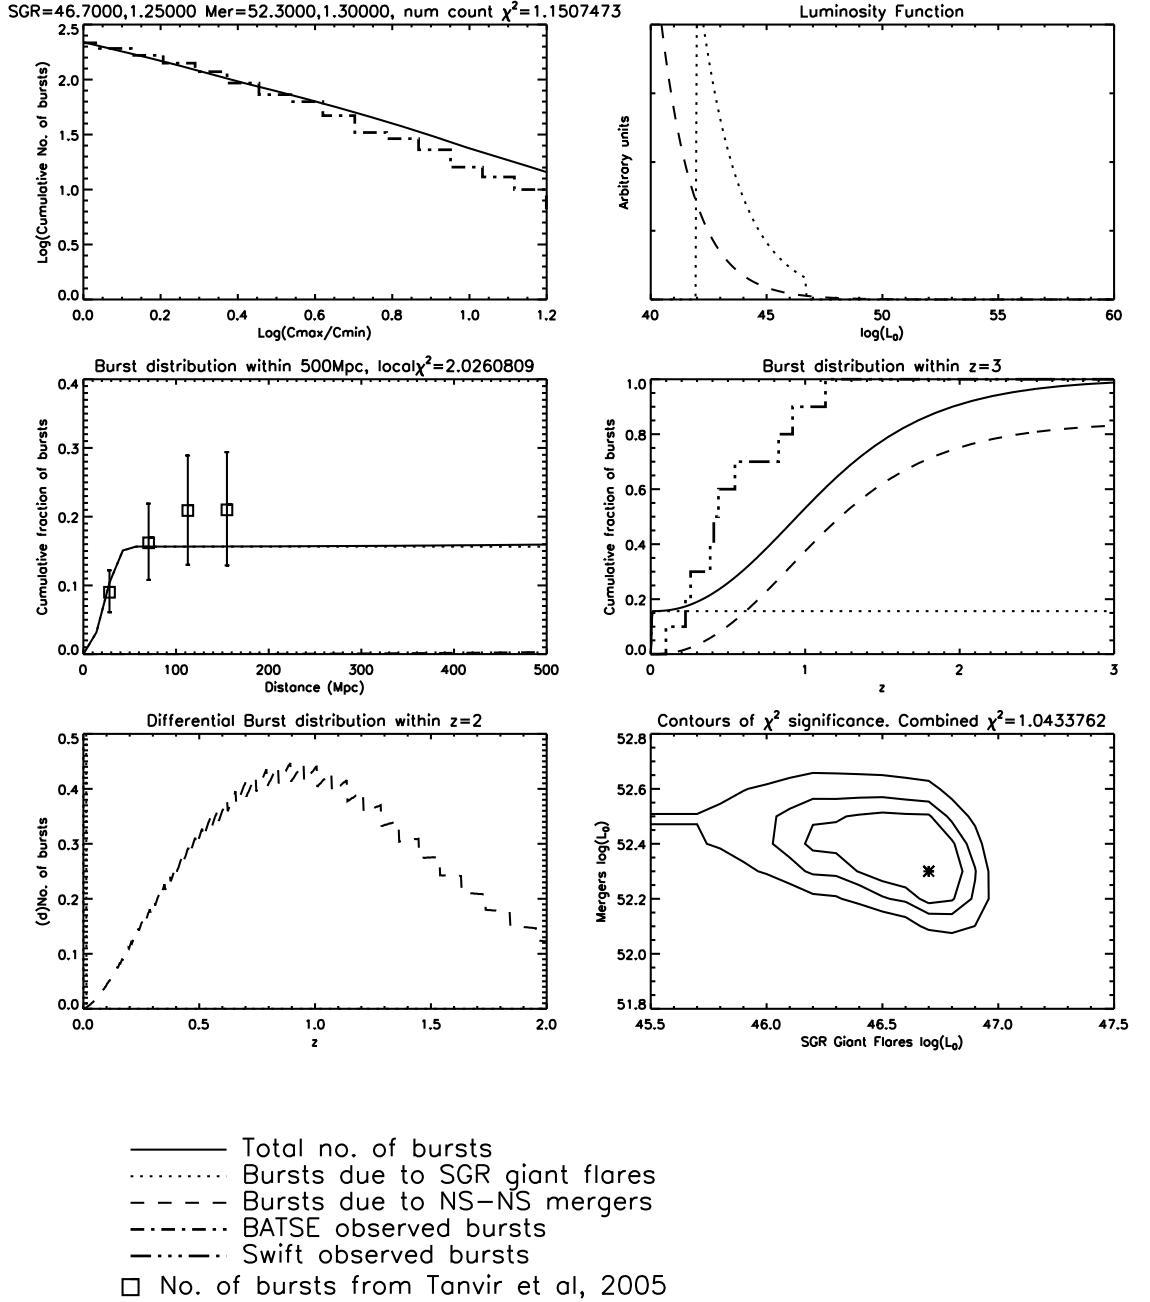 SGR=46.7000,1.25000 Mer=52.3000,1.30000, num count χ²=1.1507473
Log(Cumulative No. of bursts)
2.5
2.0
1.5
1.0
0.5
0.0
0.0 0.2 0.4 0.6 0.8 1.0 1.2
Log(Cmax/Cmin)
Luminosity Function
Arbitrary units
40 45 50 55 60
log(L₀)
Burst distribution within 500Mpc, localχ²=2.0260809
Cumulative fraction of bursts
0.4
0.3
0.2
0.1
0.0
0 100 200 300 400 500
Distance (Mpc)
Burst distribution within z=3
Cumulative fraction of bursts
1.0
0.8
0.6
0.4
0.2
0.0
0 1 2 3
z
Differential Burst distribution within z=2
(d)No. of bursts
0.5
0.4
0.3
0.2
0.1
0.0
0.0 0.5 1.0 1.5 2.0
z
Contours of χ² significance. Combined χ²=1.0433762
Mergers log(L₀)
52.8
52.6
52.4
52.2
52.0
51.8
45.5 46.0 46.5 47.0 47.5
SGR Giant Flares log(L₀)
Total no. of bursts
Bursts due to SGR giant flares
Bursts due to NS−NS mergers
BATSE observed bursts
Swift observed bursts
No. of bursts from Tanvir et al, 2005